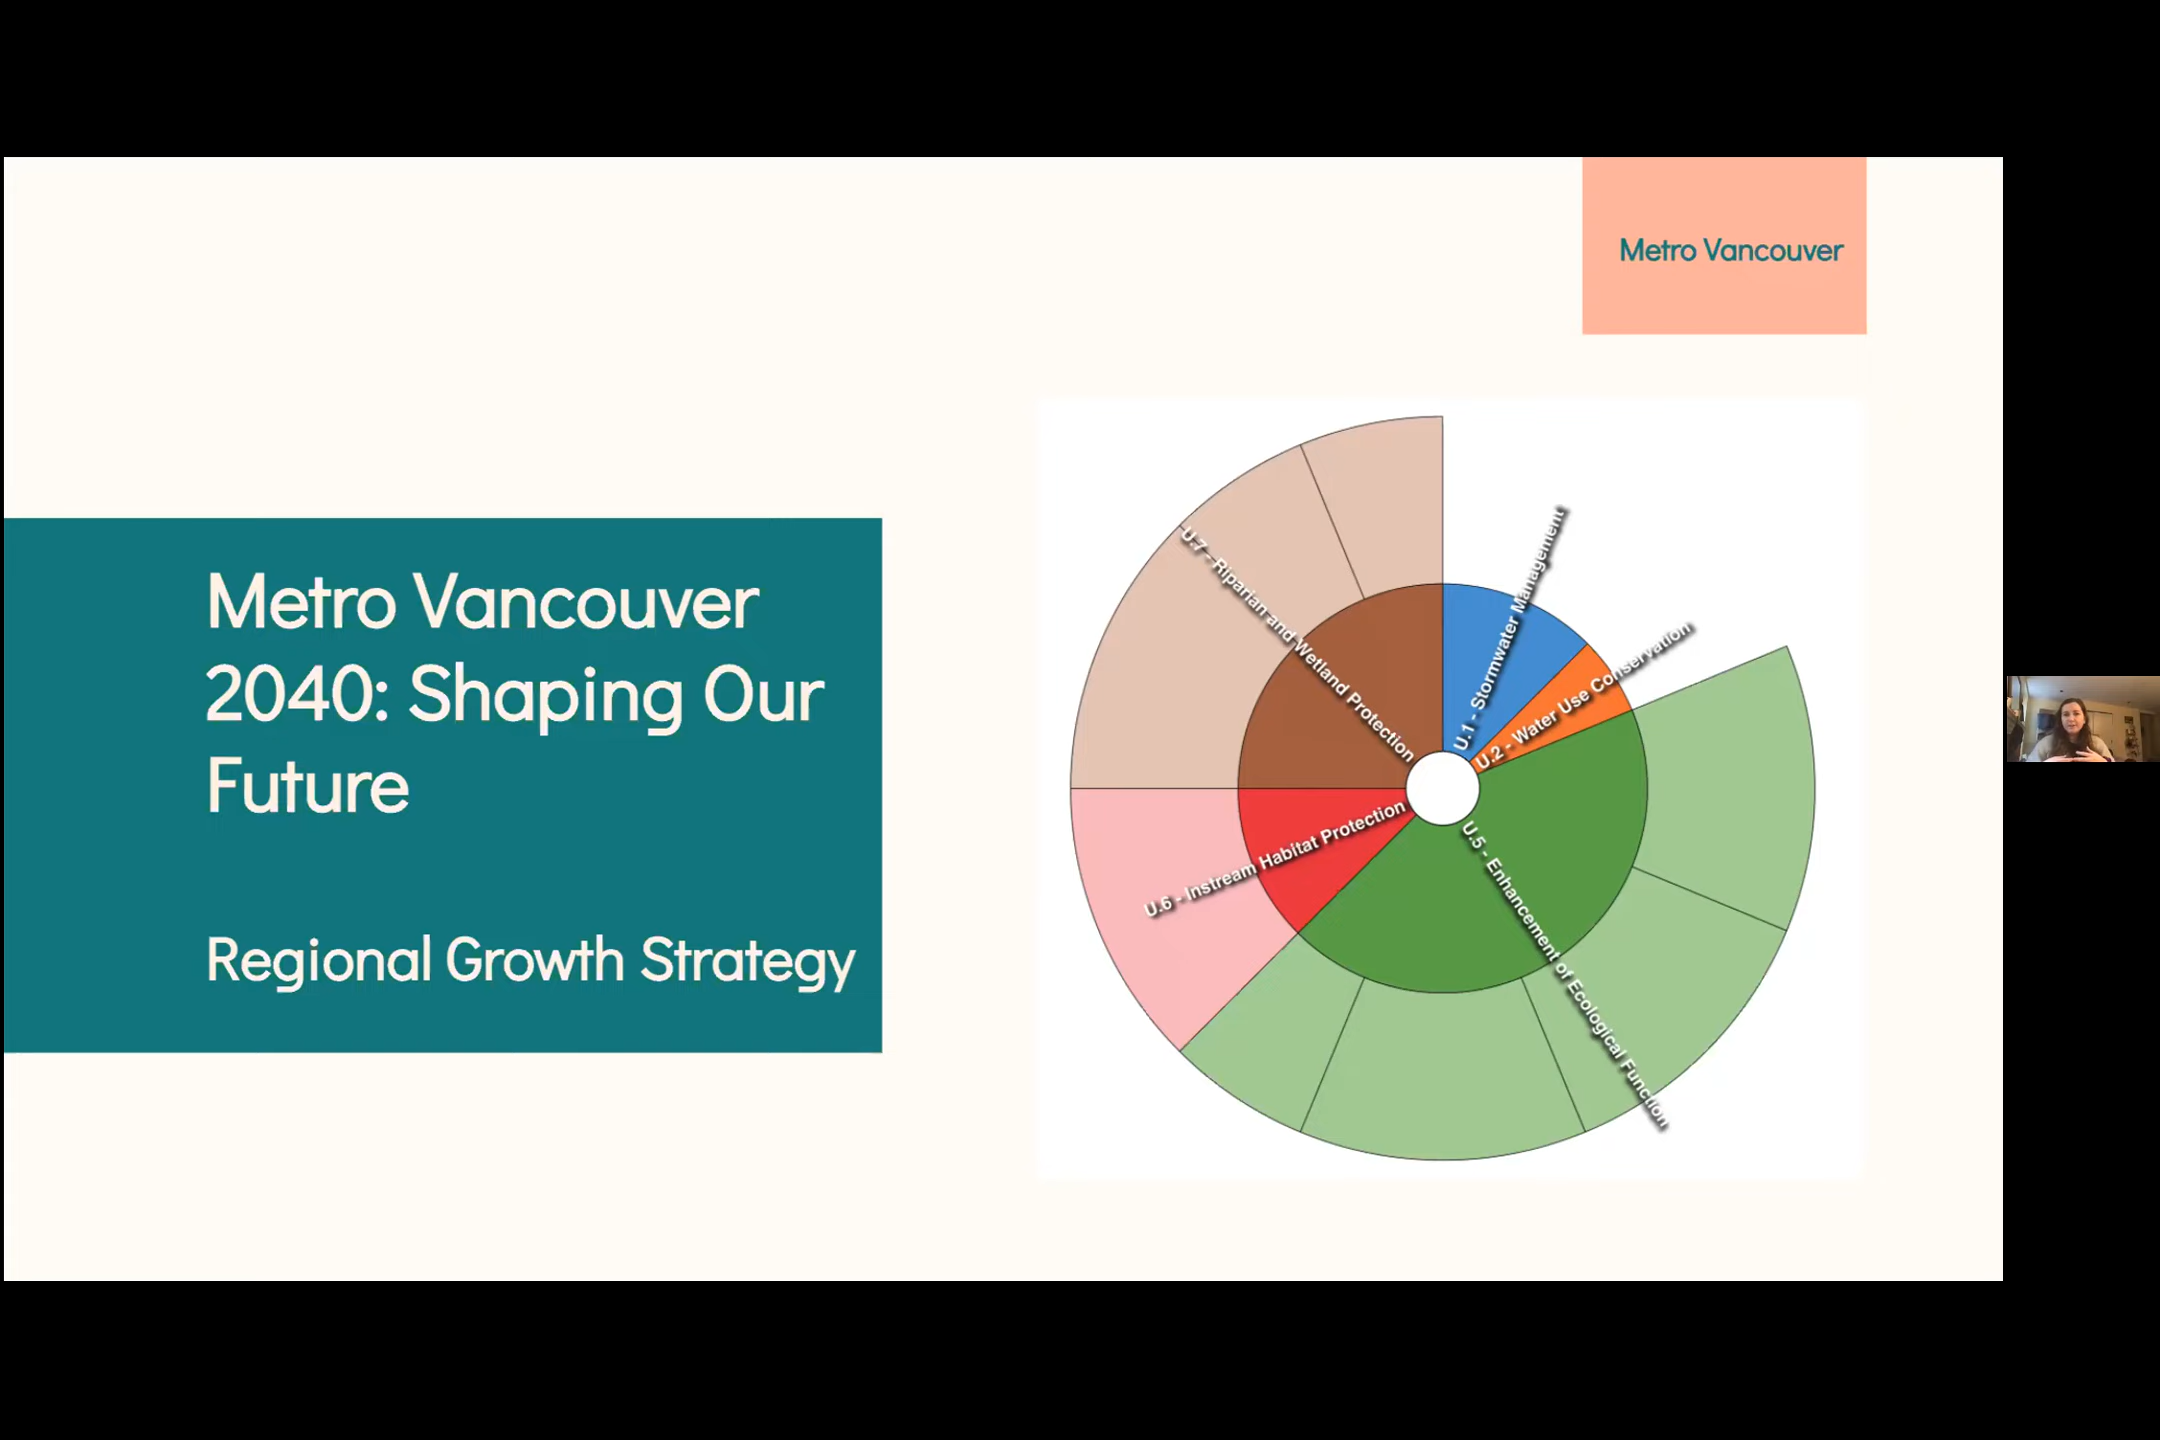 Metro Vancouver
Metro Vancouver
2040: Shaping Our
Future
Regional Growth Strategy
U.7 - Riparian and Wetland Protection
U.1 - Stormwater Management
U.2 - Water Use Conservation
U.6 - Instream Habitat Protection
U.5 - Enhancement of Ecological Function